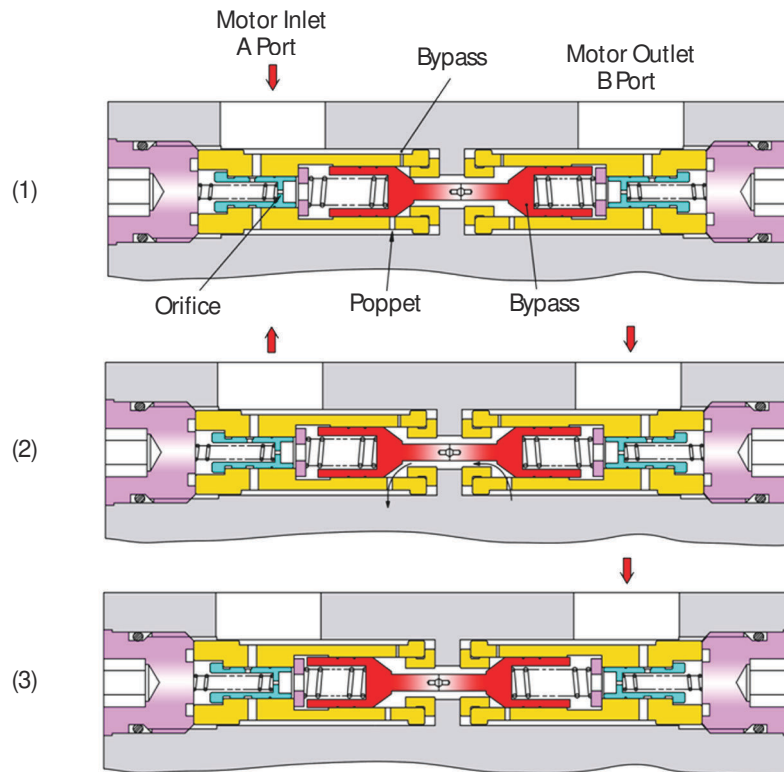 Motor Inlet
A Port
Bypass
Motor Outlet
B Port
(1)
Orifice
Poppet
Bypass
(2)
(3)